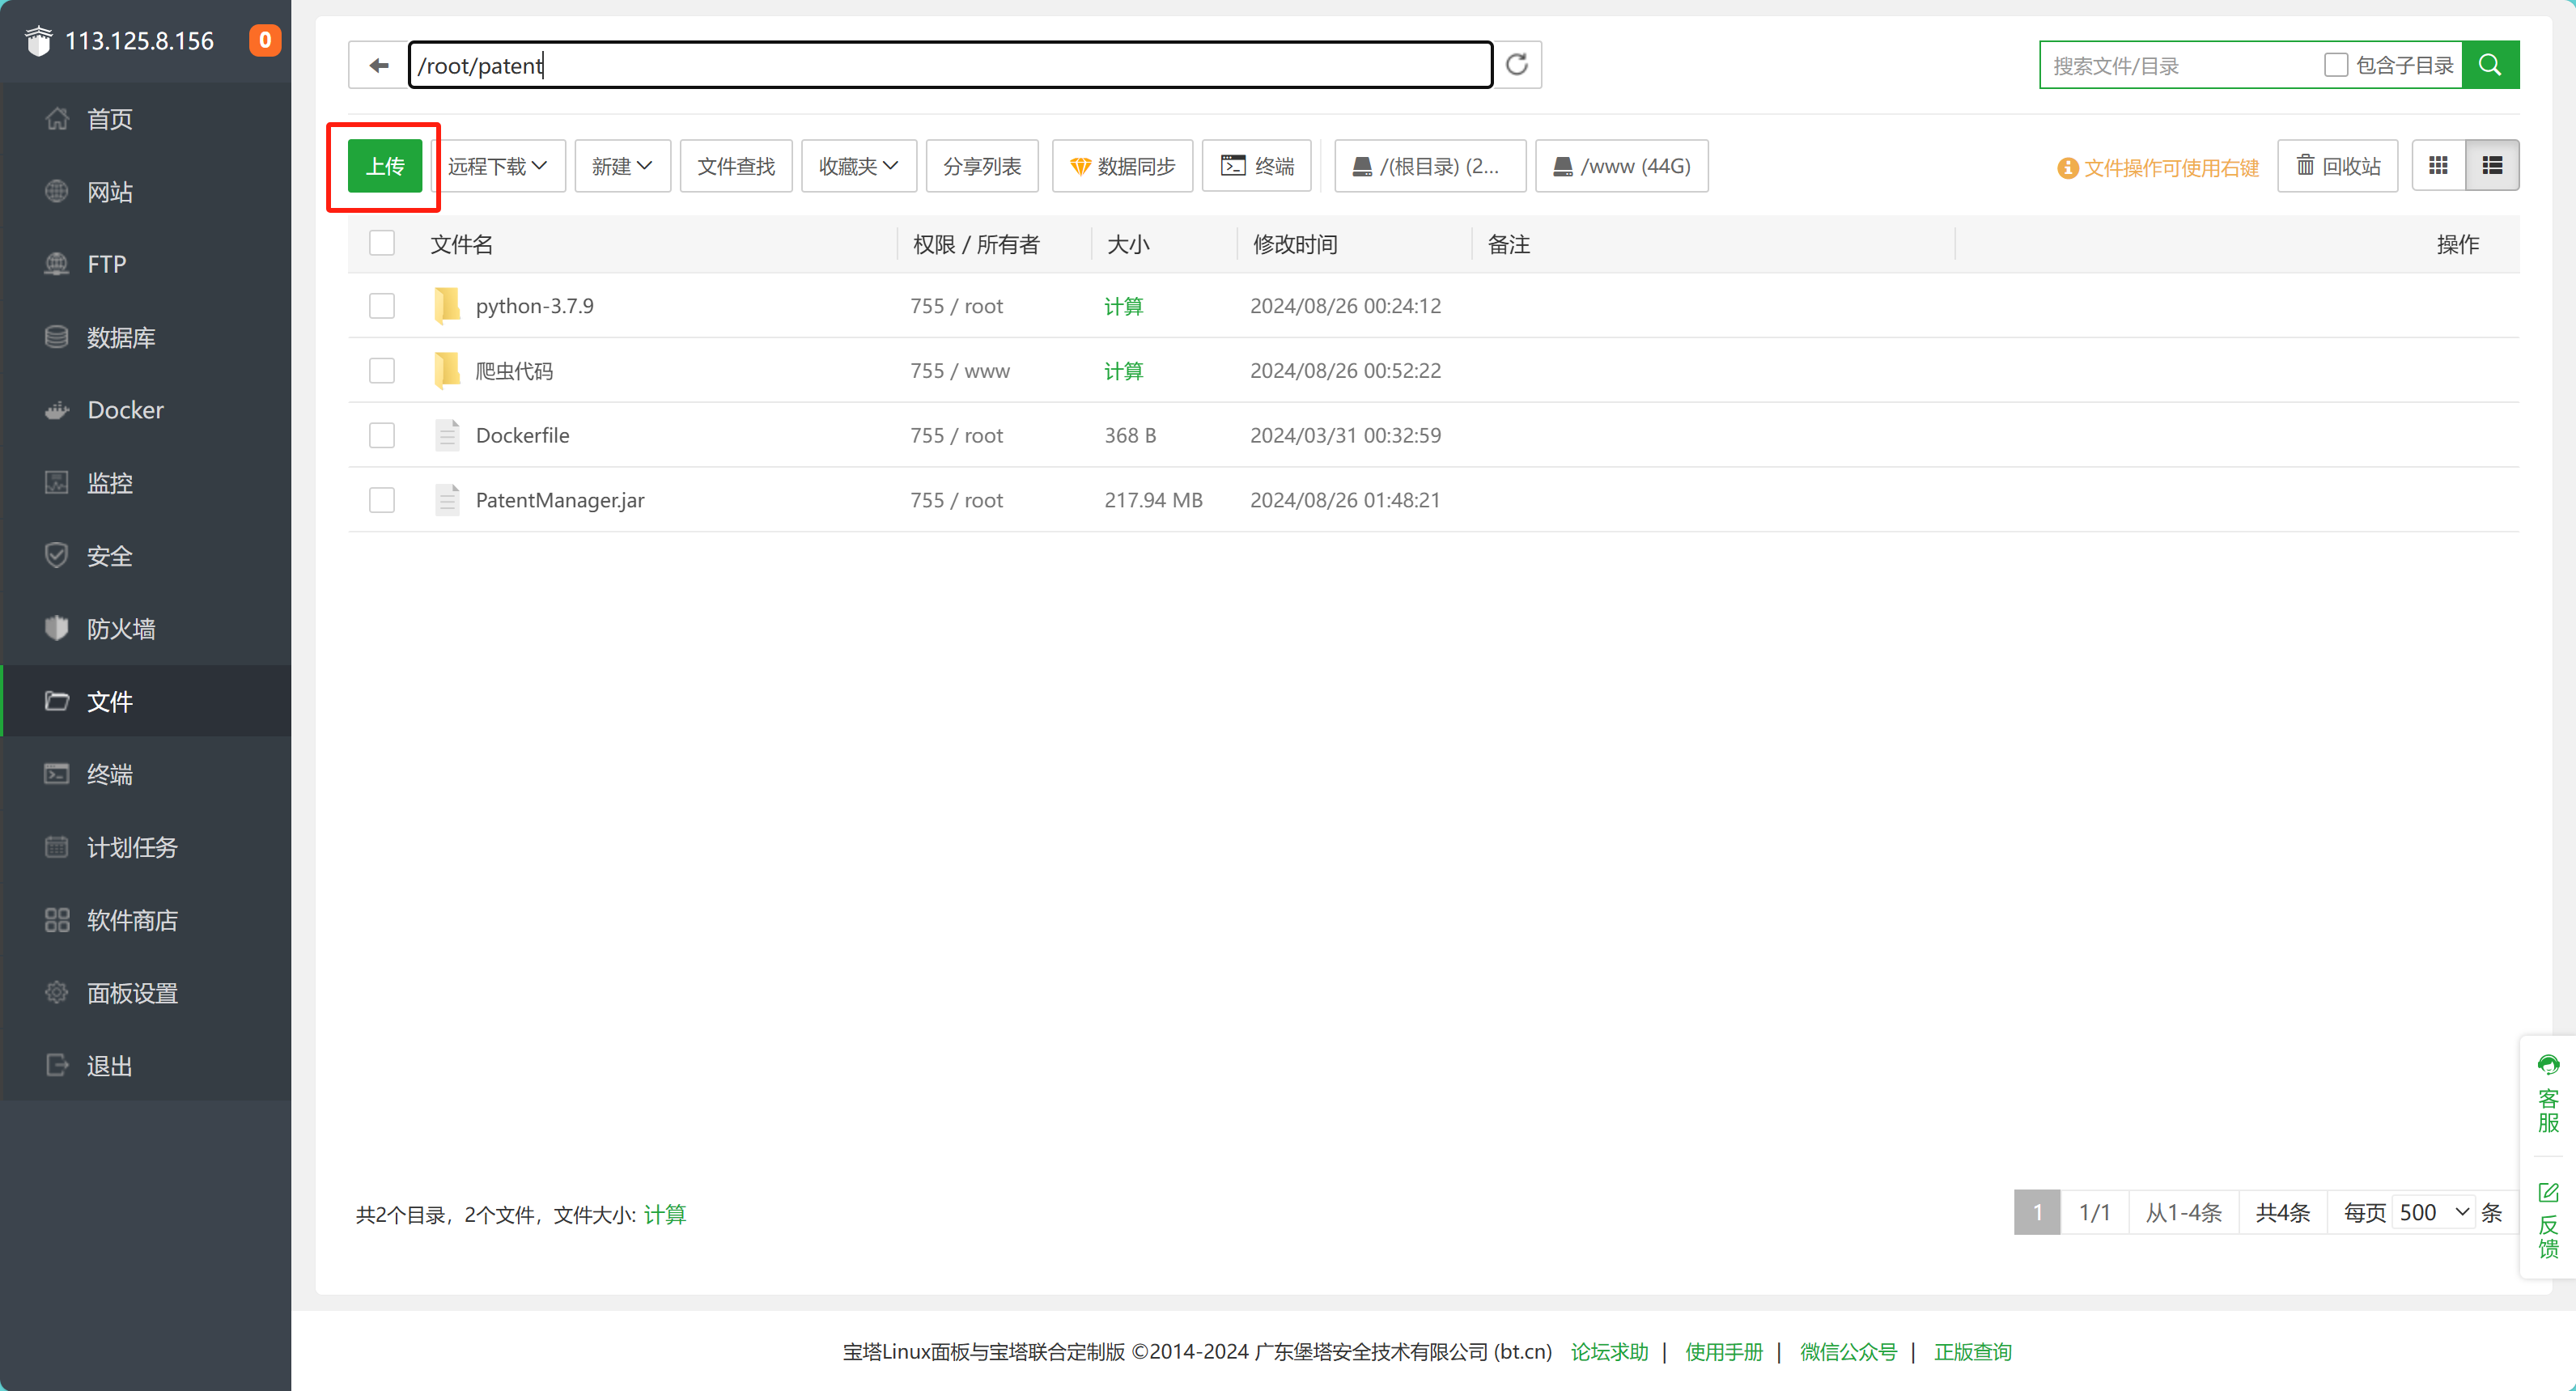 113.125.8.156 0
首页
网站
FTP
数据库
Docker
监控
安全
防火墙
文件
终端
计划任务
软件商店
面板设置
退出
/root/patent
搜索文件/目录 包含子目录
上传 远程下载 新建 文件查找 收藏夹 分享列表 数据同步 终端 /(根目录) (2... /www (44G) 文件操作可使用右键 回收站
文件名 权限 / 所有者 大小 修改时间 备注 操作
python-3.7.9 755 / root 计算 2024/08/26 00:24:12
爬虫代码 755 / www 计算 2024/08/26 00:52:22
Dockerfile 755 / root 368 B 2024/03/31 00:32:59
PatentManager.jar 755 / root 217.94 MB 2024/08/26 01:48:21
共2个目录，2个文件，文件大小: 计算
1 1/1 从1-4条 共4条 每页 500 条
客服
反馈
宝塔Linux面板与宝塔联合定制版 ©2014-2024 广东堡塔安全技术有限公司 (bt.cn) 论坛求助 | 使用手册 | 微信公众号 | 正版查询